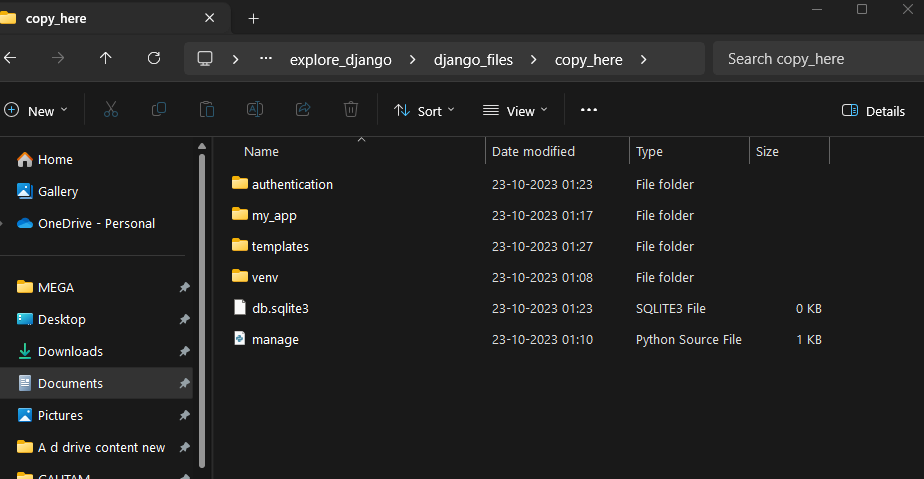 copy_here
explore_django django_files copy_here
Search copy_here
New Sort View Details
Name Date modified Type Size
Home
Gallery
OneDrive - Personal
MEGA
Desktop
Downloads
Documents
Pictures
A d drive content new
GAUTAM
authentication 23-10-2023 01:23 File folder
my_app 23-10-2023 01:17 File folder
templates 23-10-2023 01:27 File folder
venv 23-10-2023 01:08 File folder
db.sqlite3 23-10-2023 01:23 SQLITE3 File 0 KB
manage 23-10-2023 01:10 Python Source File 1 KB